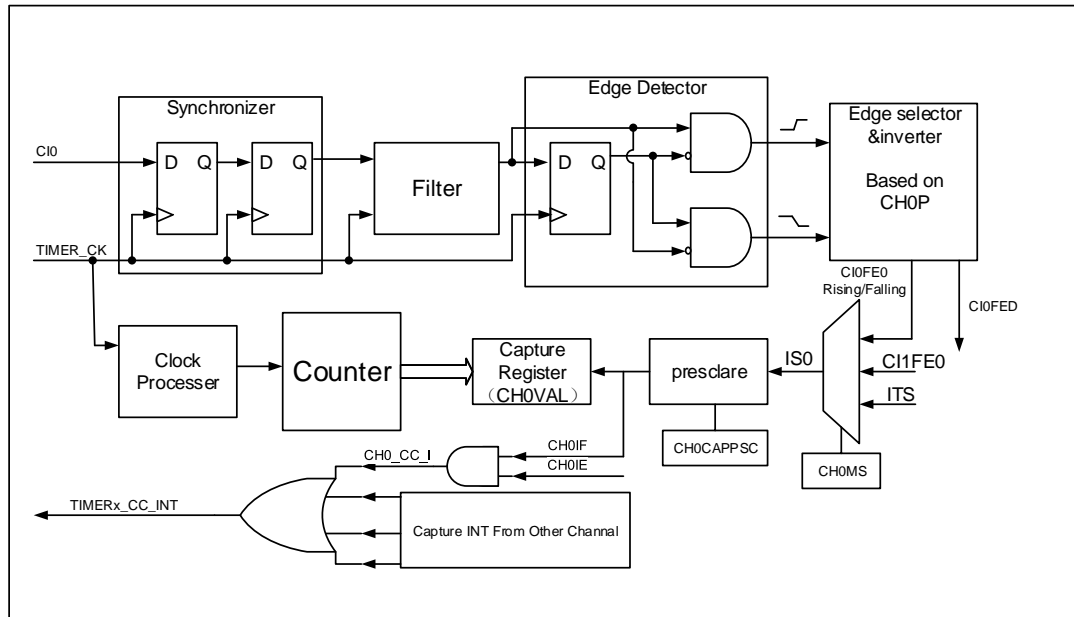 Synchronizer
Edge Detector
CI0
D Q
D Q
Filter
D Q
Edge selector
&inverter
Based on
CH0P
TIMER_CK
CI0FE0
Rising/Falling
CI0FED
Clock
Processer
Counter
Capture
Register
（CH0VAL）
presclare
IS0
CI1FE0
ITS
CH0CAPPSC
CH0MS
CH0IF
CH0IE
CH0_CC_I
TIMERx_CC_INT
Capture INT From Other Channel